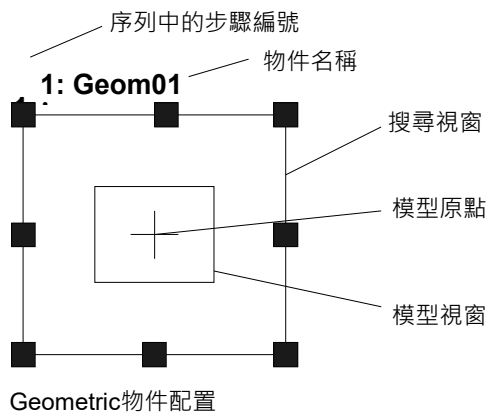 序列中的步驟編號
物件名稱
1: Geom01
搜尋視窗
模型原點
模型視窗
Geometric物件配置